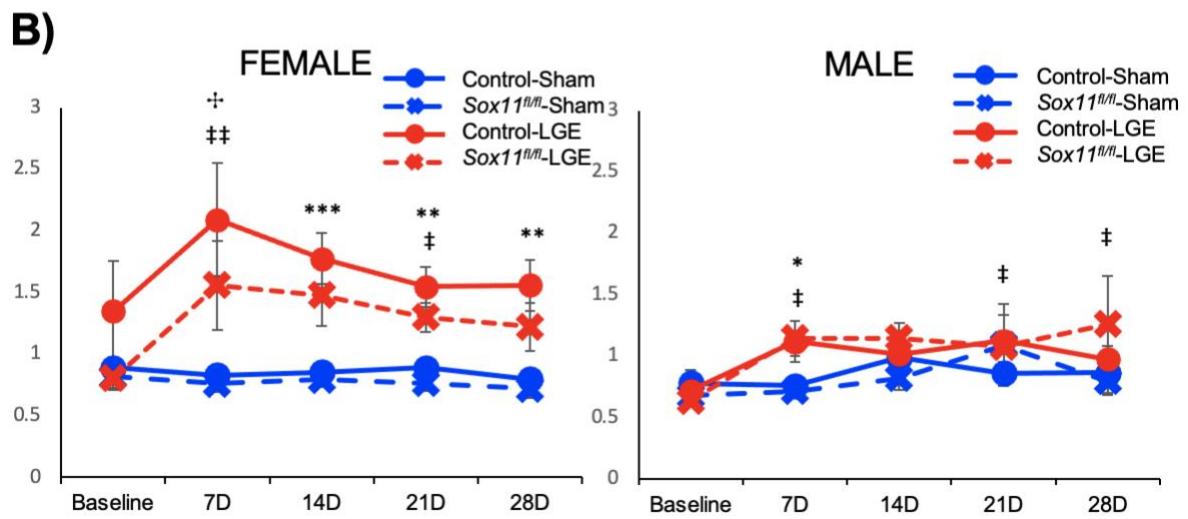 B)
FEMALE
Control-Sham
Sox11fl/fl-Sham
Control-LGE
Sox11fl/fl-LGE
3
2.5
2
1.5
1
0.5
0
✢
‡‡
***
**
‡
**
Baseline 7D 14D 21D 28D
MALE
Control-Sham
Sox11fl/fl-Sham
Control-LGE
Sox11fl/fl-LGE
3
2.5
2
1.5
1
0.5
0
*
‡
‡
‡
Baseline 7D 14D 21D 28D